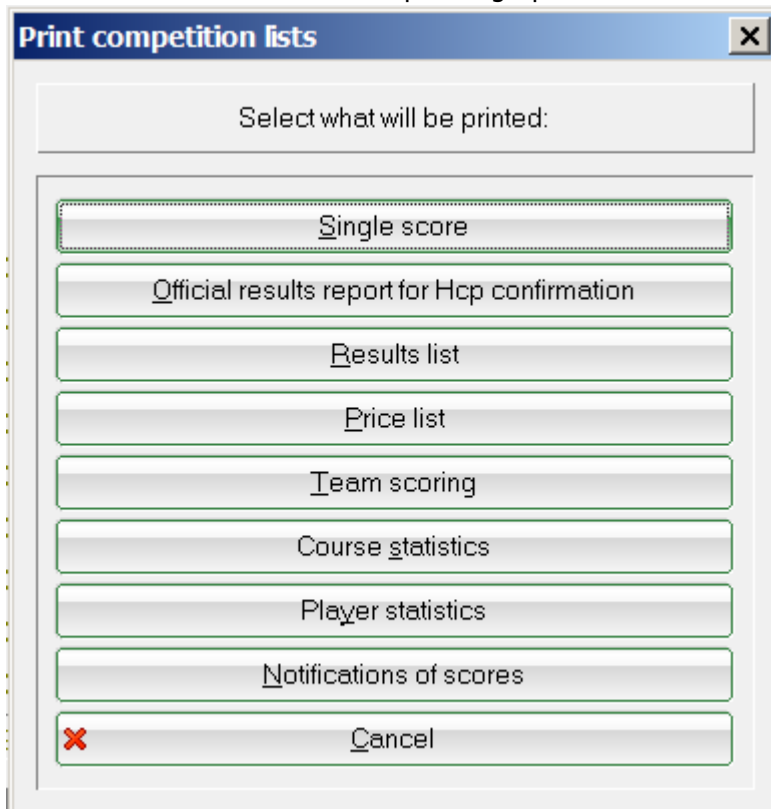 Print competition lists
Select what will be printed:
Single score
Official results report for Hcp confirmation
Results list
Price list
Team scoring
Course statistics
Player statistics
Notifications of scores
Cancel